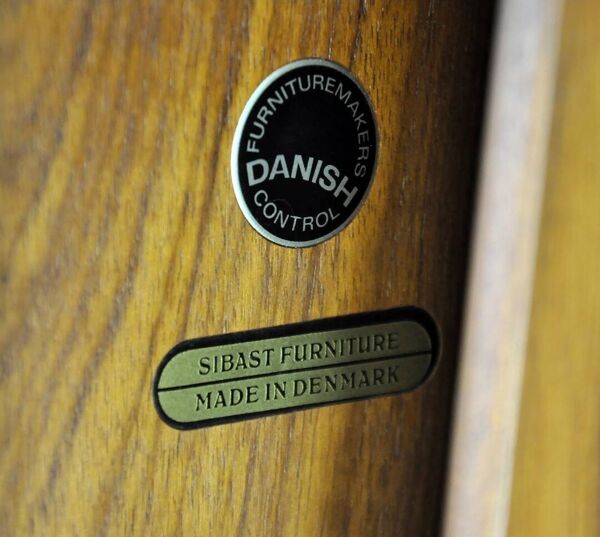 FURNITUREMAKERS
DANISH
CONTROL
SIBAST FURNITURE
MADE IN DENMARK